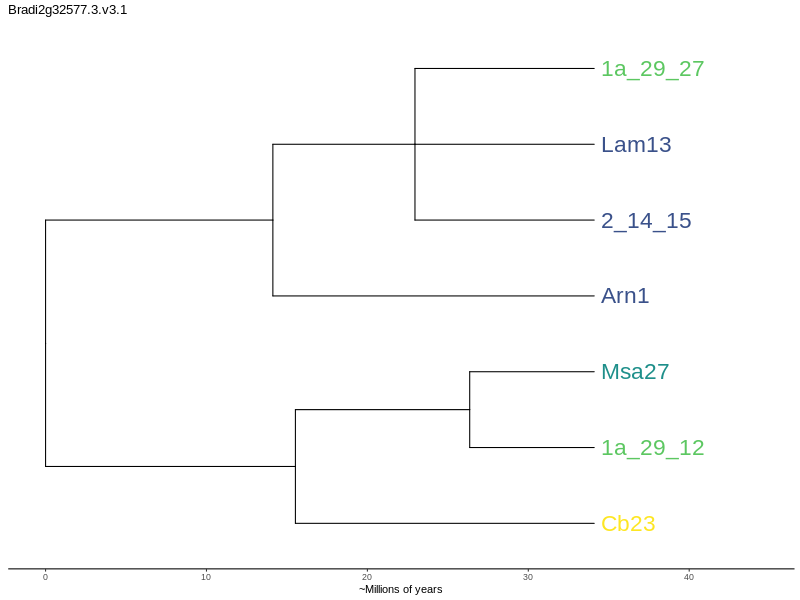 Bradi2g32577.3.v3.1
1a_29_27
Lam13
2_14_15
Arn1
Msa27
1a_29_12
Cb23
0 10 20 30 40
~Millions of years